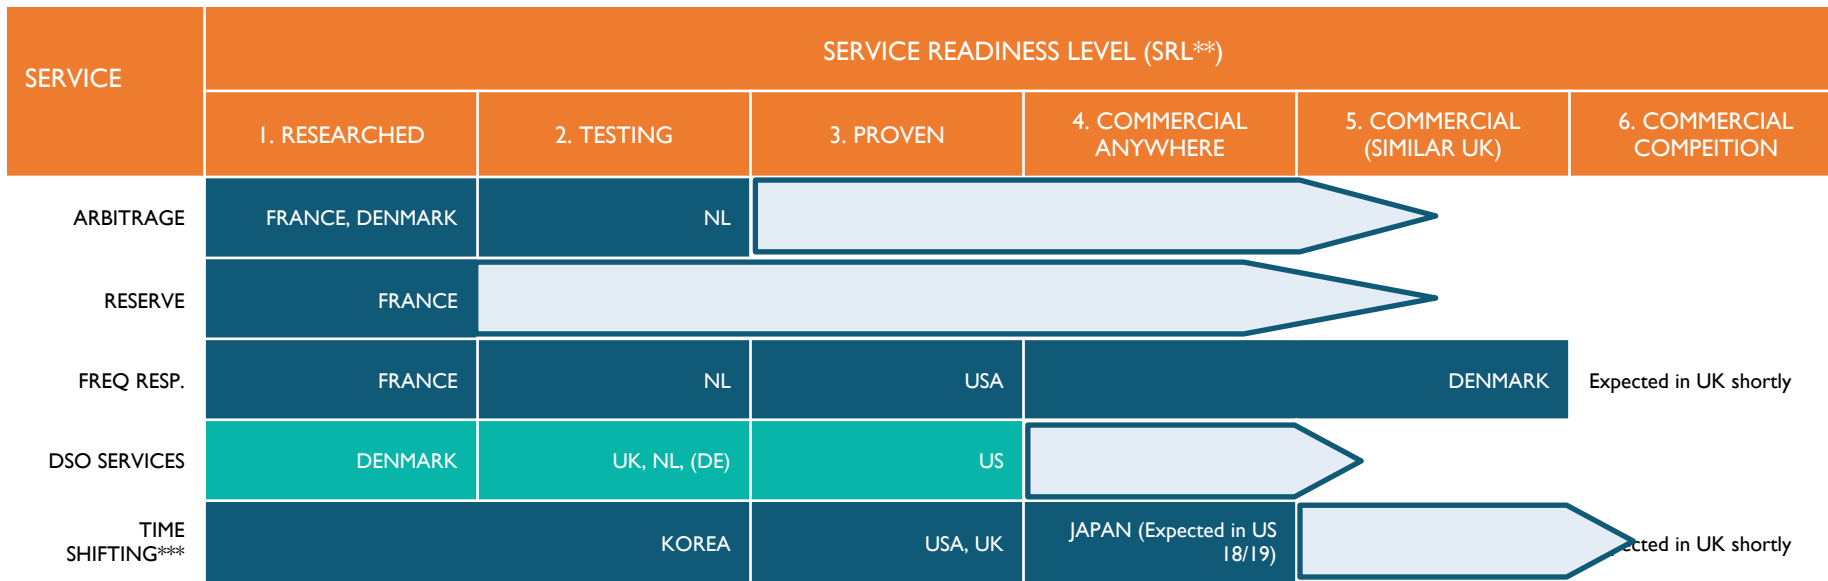 SERVICE
SERVICE READINESS LEVEL (SRL**)
1. RESEARCHED
2. TESTING
3. PROVEN
4. COMMERCIAL
ANYWHERE
5. COMMERCIAL
(SIMILAR UK)
6. COMMERCIAL
COMPEITION
ARBITRAGE
FRANCE, DENMARK
NL
RESERVE
FRANCE
FREQ RESP.
FRANCE
NL
USA
DENMARK
Expected in UK shortly
DSO SERVICES
DENMARK
UK, NL, (DE)
US
TIME
SHIFTING***
KOREA
USA, UK
JAPAN (Expected in US
18/19)
in UK shortly